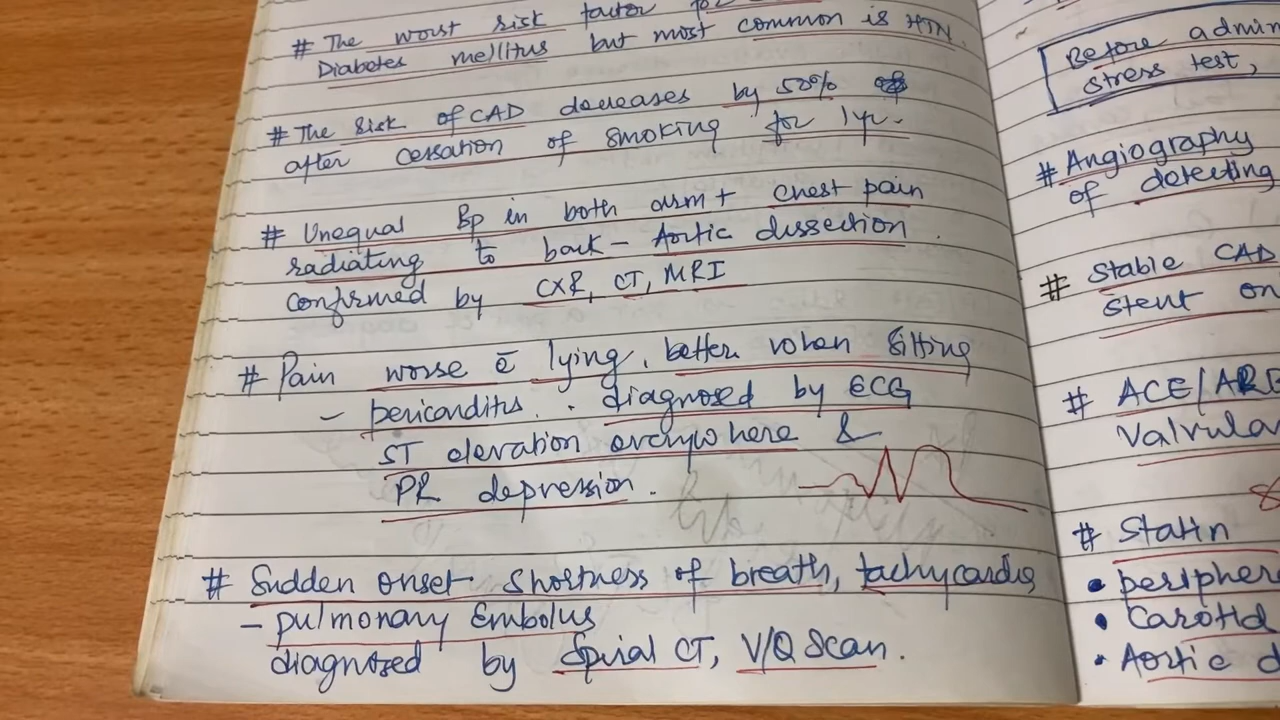 # The worst risk factor for
Diabetes mellitus but most common is HTN.
# The risk of CAD decreases by 50%
after cessation of smoking for 1yr.
# Unequal Bp in both arm + chest pain
radiating to back - Aortic dissection.
confirmed by CXR, CT, MRI
# Pain worse c̄ lying, better when sitting
- pericarditis. . diagnosed by ECG
ST elevation everywhere &
PR depression.
# Sudden onset shortness of breath, tachycardia
- pulmonary Embolus
diagnosed by Spiral CT, V/Q Scan.
Before admin
stress test,
# Angiography
of detecting
# Stable CAD
stent on
# ACE/ARB
Valvula
# Statin
• periphera
• Carotid
• Aortic d